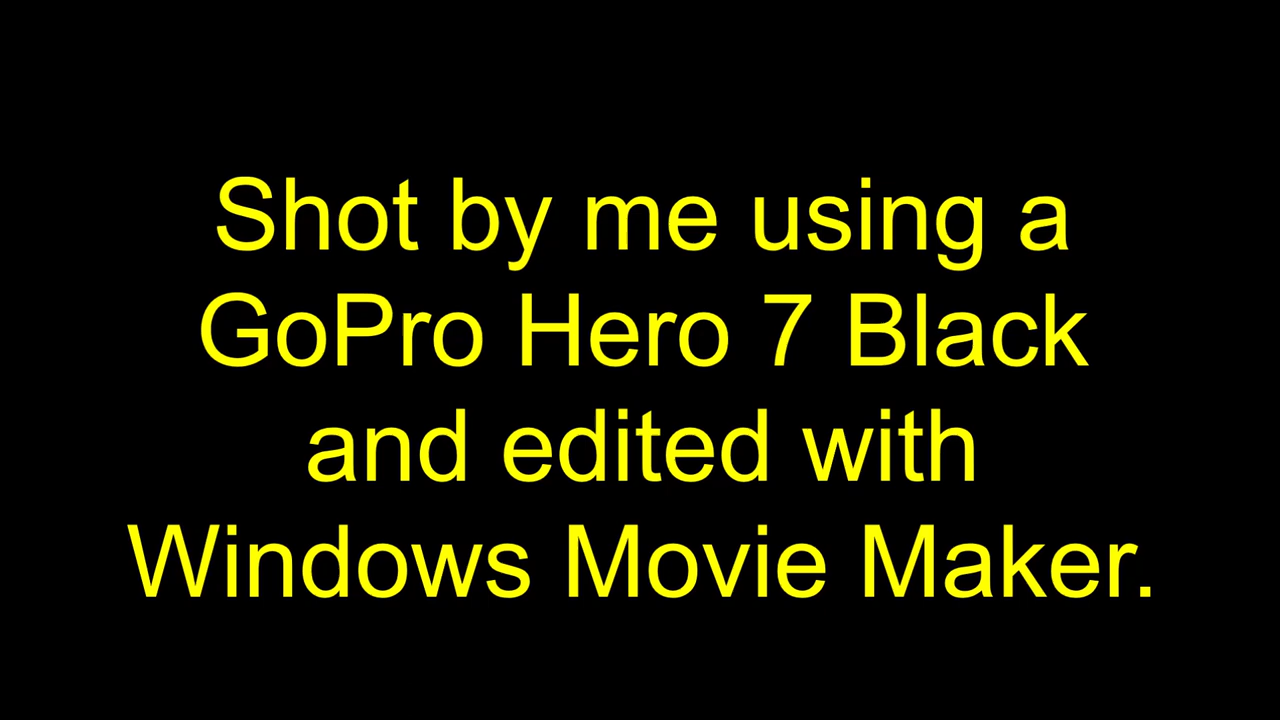 Shot by me using a
GoPro Hero 7 Black
and edited with
Windows Movie Maker.